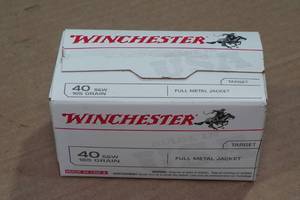 WINCHESTER
TARGET
40 S&W
165 GRAIN
FULL METAL JACKET
WINCHESTER
TARGET
40 S&W
165 GRAIN
FULL METAL JACKET